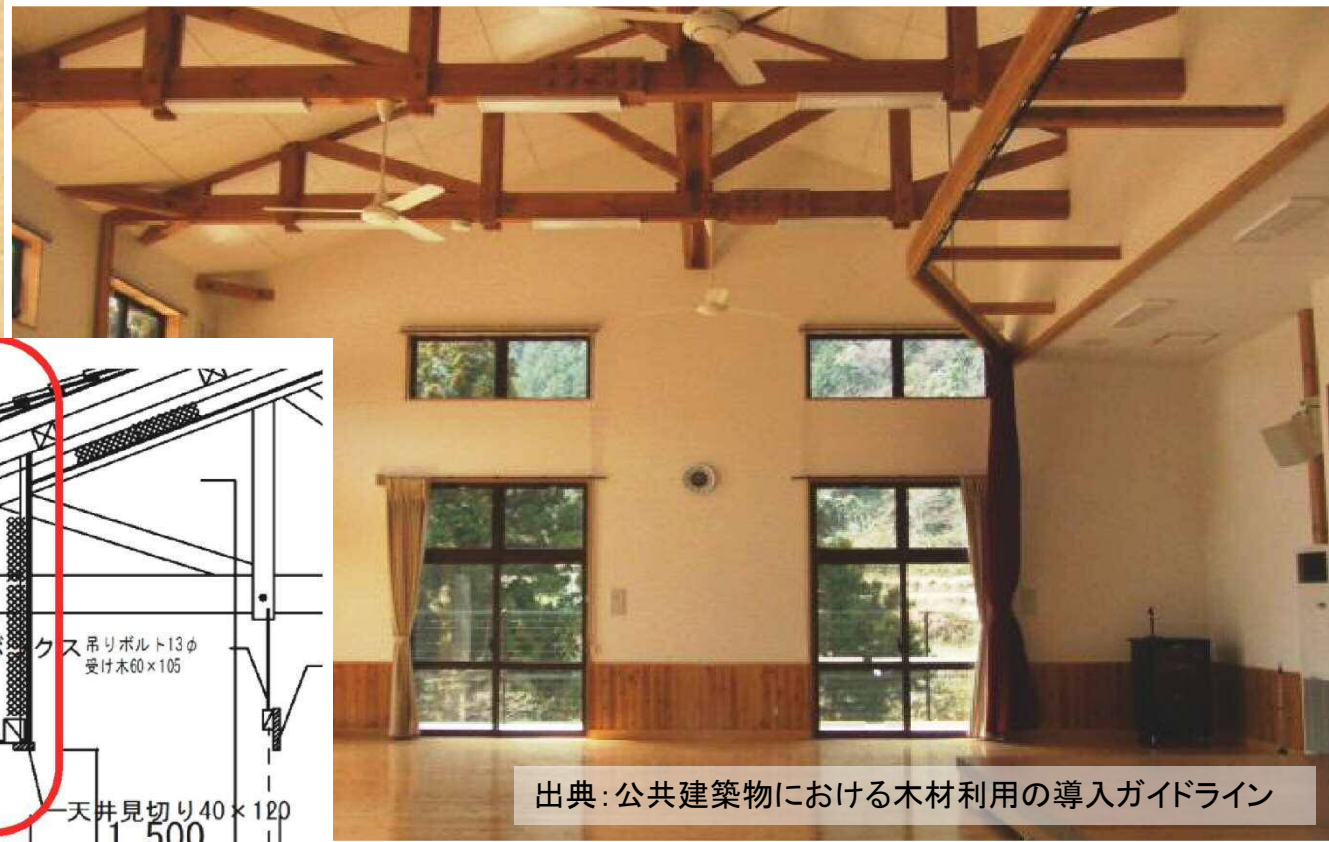 クス
吊りボルト13φ
受け木60×105
天井見切り40×120
1,500
出典：公共建築物における木材利用の導入ガイドライン